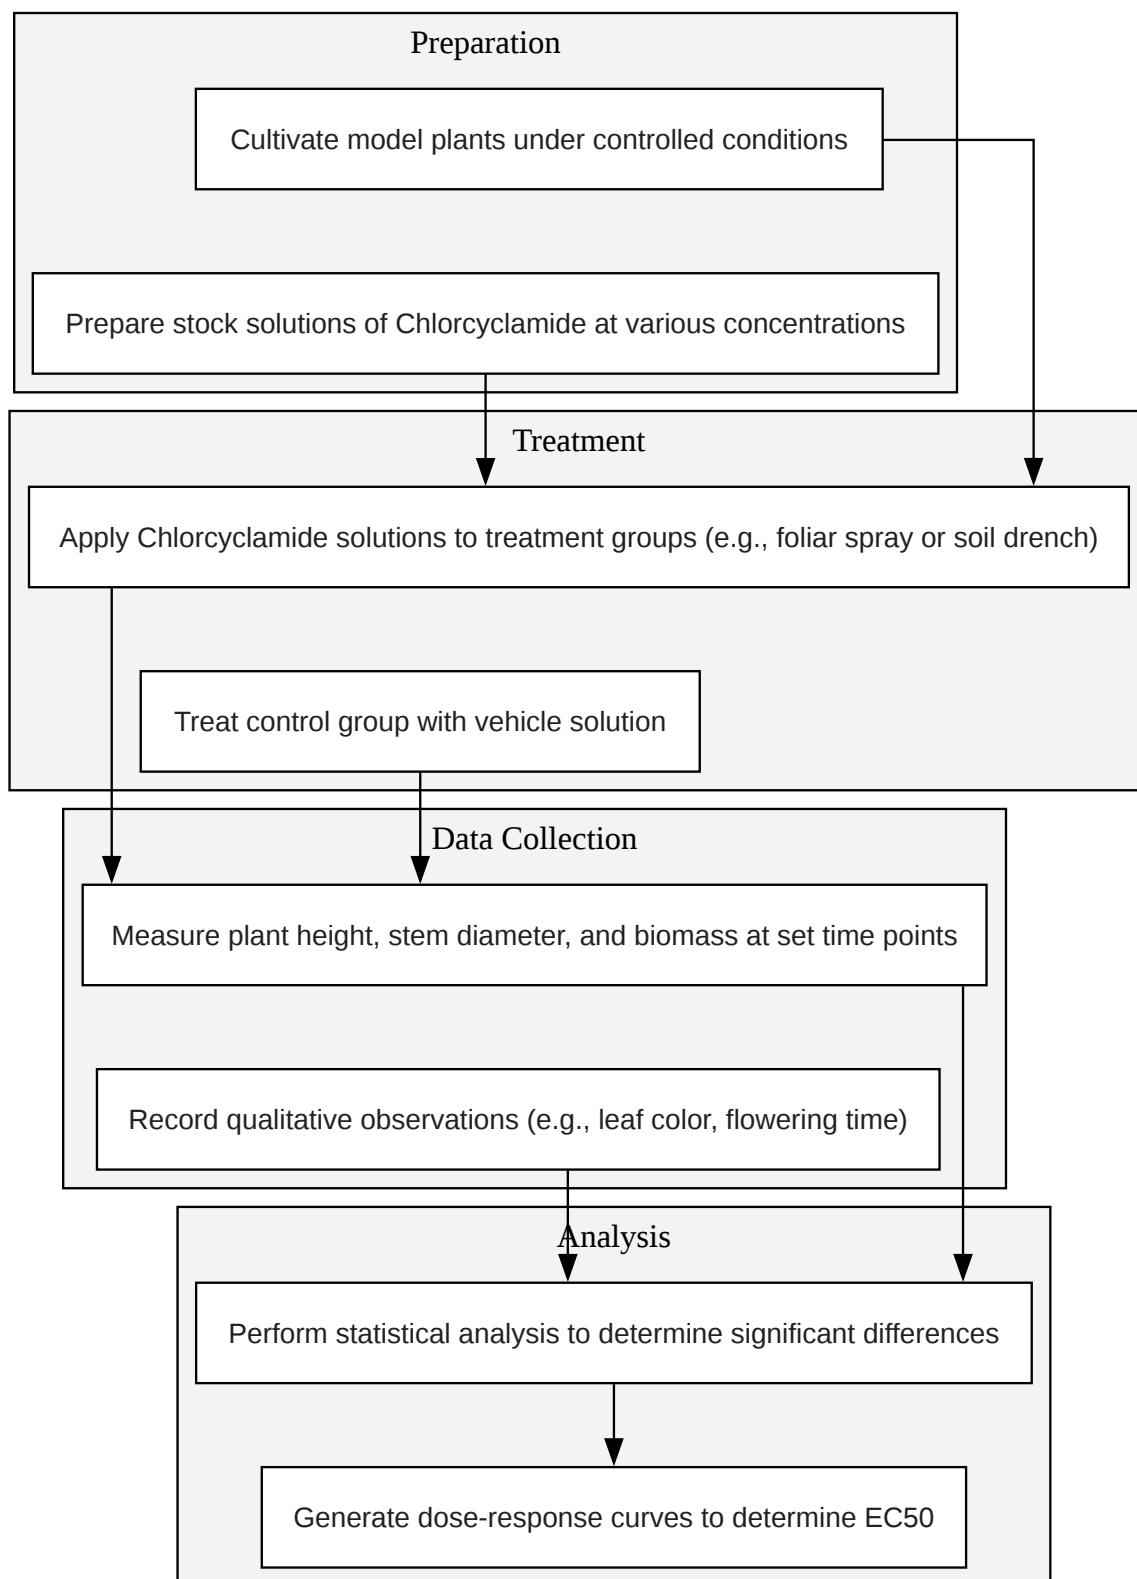 Preparation
Cultivate model plants under controlled conditions
Prepare stock solutions of Chlorcyclamide at various concentrations
Treatment
Apply Chlorcyclamide solutions to treatment groups (e.g., foliar spray or soil drench)
Treat control group with vehicle solution
Data Collection
Measure plant height, stem diameter, and biomass at set time points
Record qualitative observations (e.g., leaf color, flowering time)
Analysis
Perform statistical analysis to determine significant differences
Generate dose-response curves to determine EC50